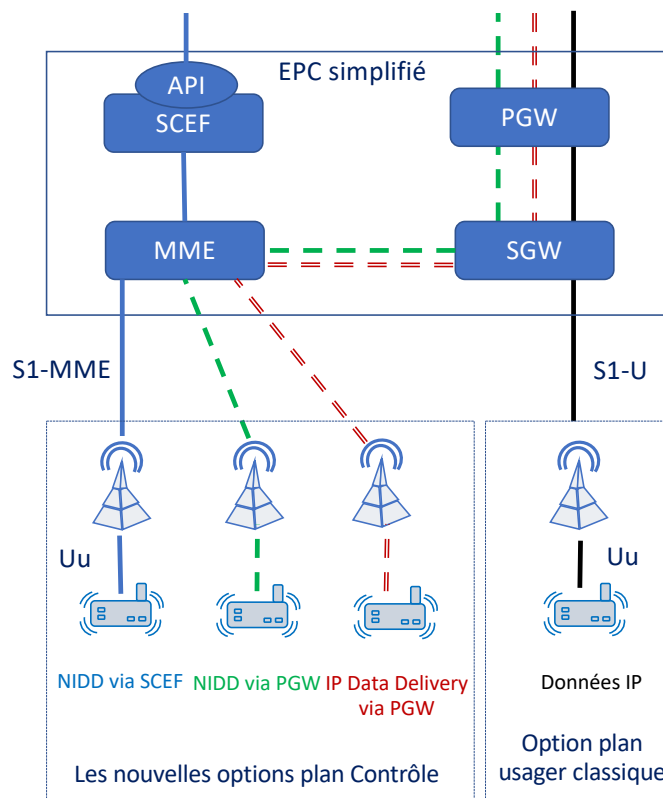 EPC simplifié
API
SCEF
PGW
MME
SGW
S1-MME
S1-U
Uu
Uu
NIDD via SCEF
NIDD via PGW
IP Data Delivery
via PGW
Données IP
Les nouvelles options plan Contrôle
Option plan
usager classique